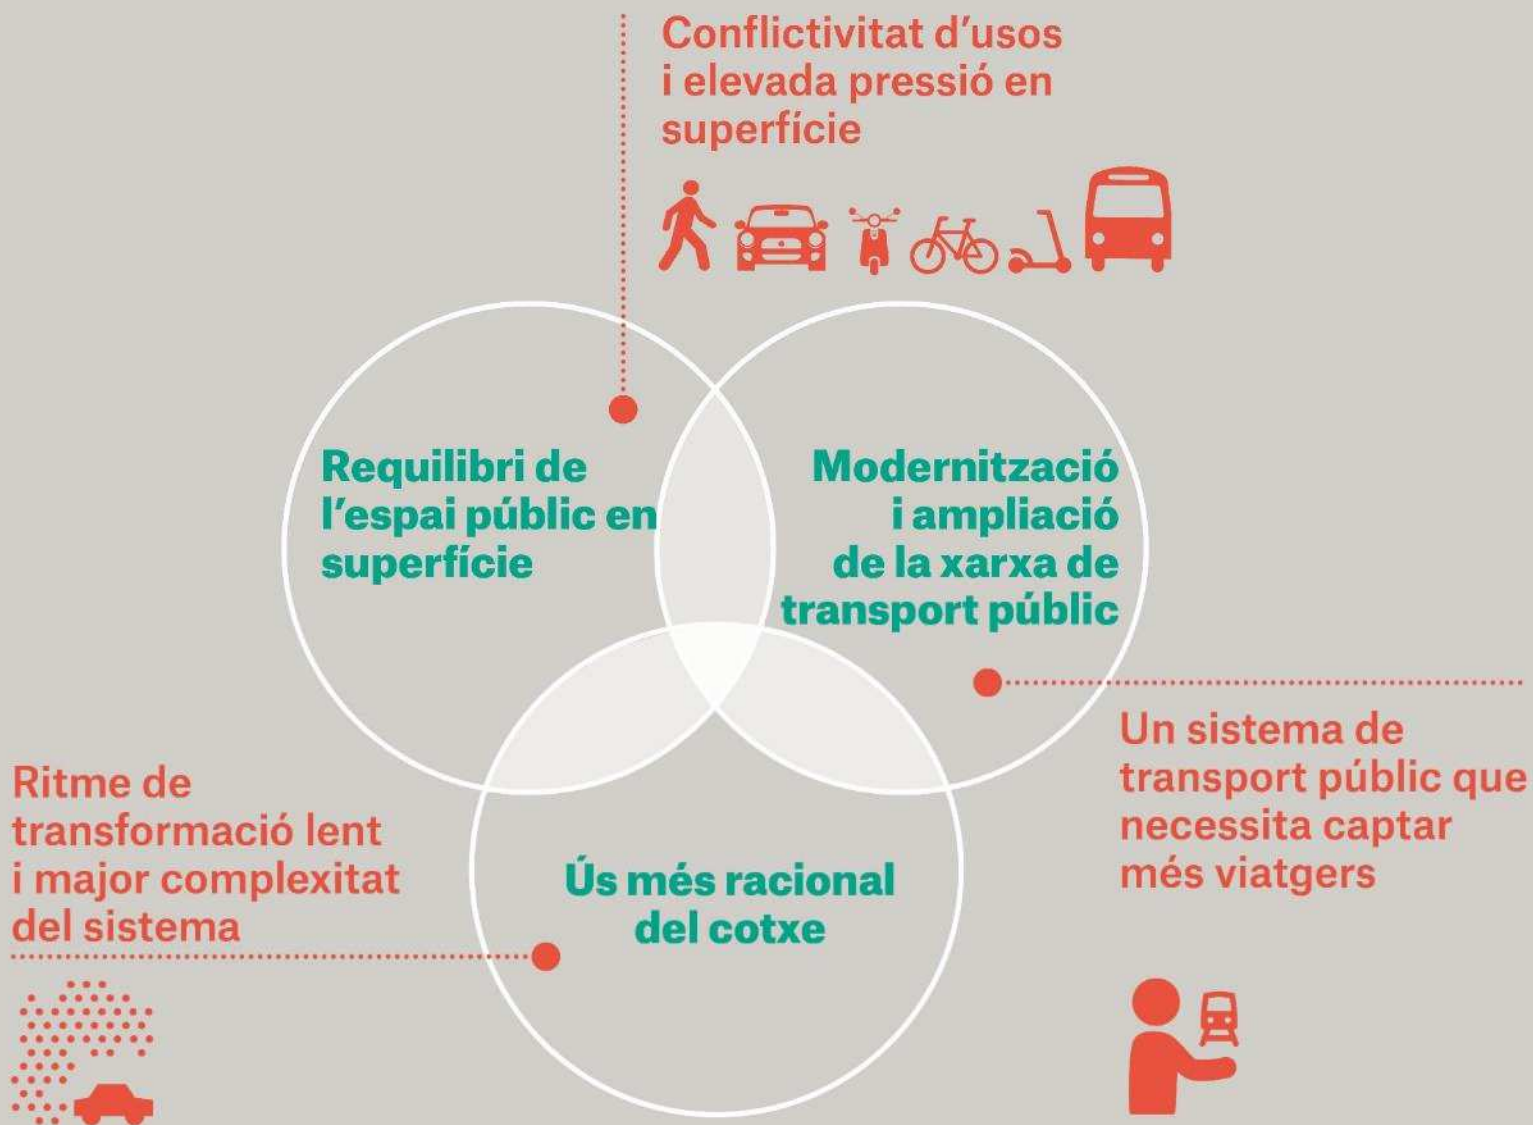 Conflictivitat d'usos
i elevada pressió en
superfície
Requilibri de
l'espai públic en
superfície
Modernització
i ampliació
de la xarxa de
transport públic
Un sistema de
transport públic que
necessita captar
més viatgers
Ritme de
transformació lent
i major complexitat
del sistema
Ús més racional
del cotxe